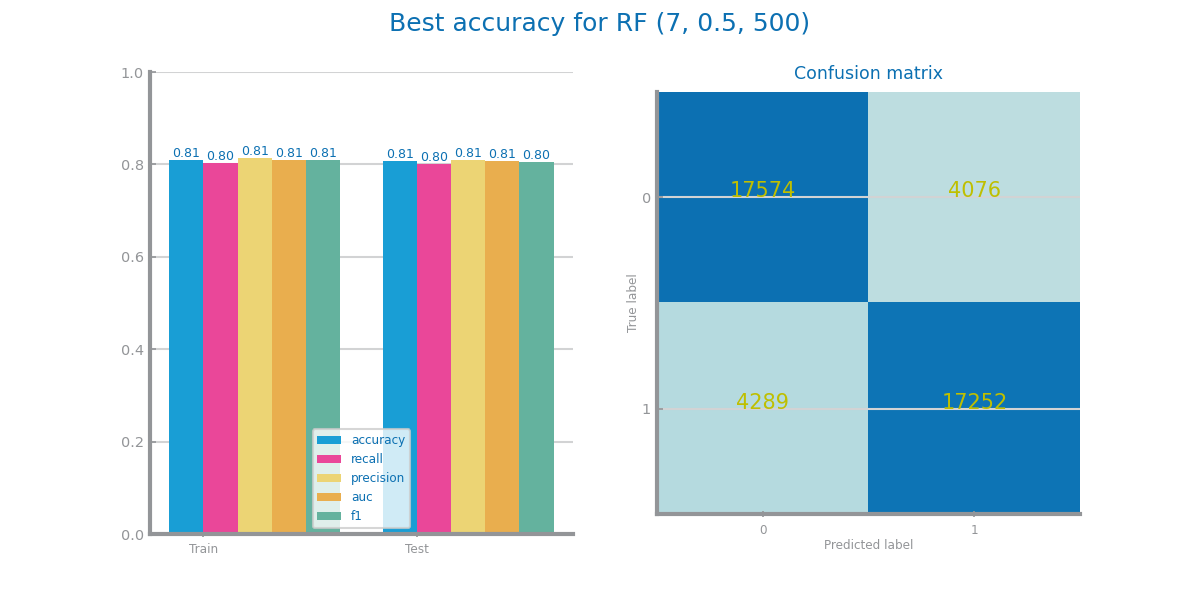 Best accuracy for RF (7, 0.5, 500)
1.0
0.8
0.6
0.4
0.2
0.0
0.81 0.80 0.81 0.81 0.81
0.81 0.80 0.81 0.81 0.80
accuracy
recall
precision
auc
f1
Train Test
Confusion matrix
True label
0
1
17574 4076
4289 17252
0 1
Predicted label